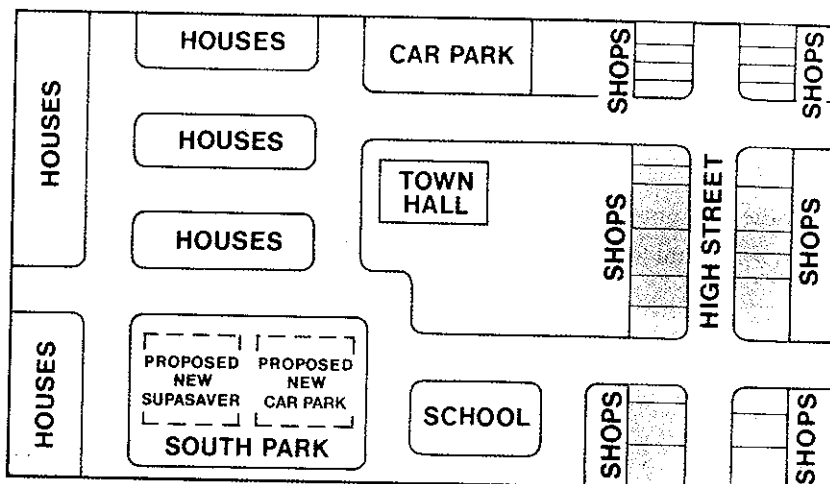 HOUSES
CAR PARK
SHOPS
SHOPS
HOUSES
HOUSES
TOWN
HALL
HOUSES
SHOPS
HIGH STREET
SHOPS
HOUSES
PROPOSED
NEW
SUPASAVER
PROPOSED
NEW
CAR PARK
SOUTH PARK
SCHOOL
SHOPS
SHOPS